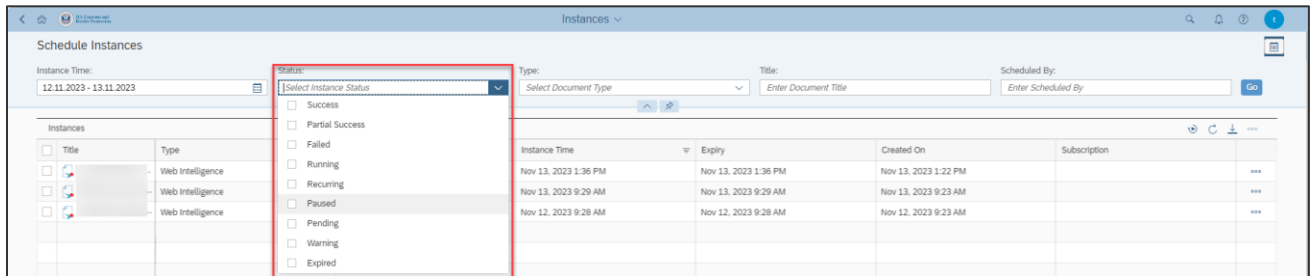 U.S. Customs and
Border Protection
Instances
t
Schedule Instances
Instance Time:
Status:
Type:
Title:
Scheduled By:
12.11.2023 - 13.11.2023
Select Instance Status
Select Document Type
Enter Document Title
Enter Scheduled By
Go
Success
Partial Success
Failed
Running
Recurring
Paused
Pending
Warning
Expired
Instances
Title
Type
Instance Time
Expiry
Created On
Subscription
Web Intelligence
Nov 13, 2023 1:36 PM
Nov 13, 2023 1:36 PM
Nov 13, 2023 1:22 PM
Web Intelligence
Nov 13, 2023 9:29 AM
Nov 13, 2023 9:29 AM
Nov 13, 2023 9:23 AM
Web Intelligence
Nov 12, 2023 9:28 AM
Nov 12, 2023 9:28 AM
Nov 12, 2023 9:23 AM